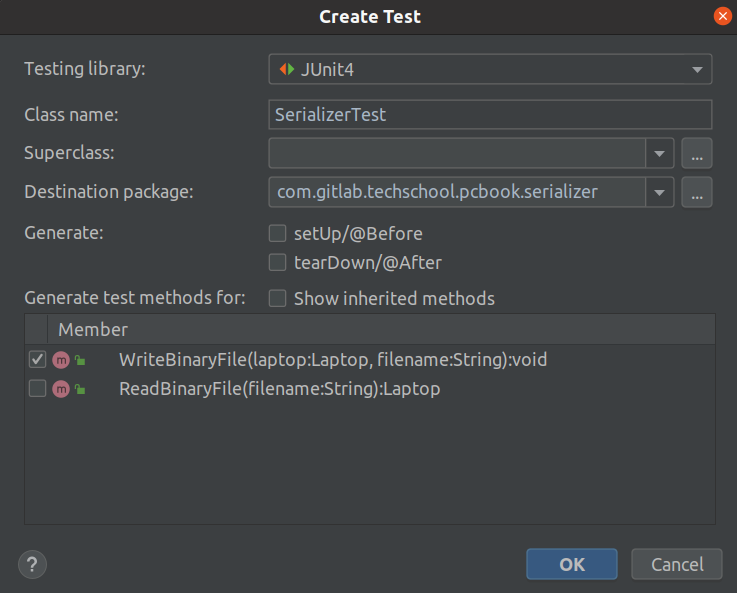 Create Test
Testing library: JUnit4
Class name: SerializerTest
Superclass: ...
Destination package: com.gitlab.techschool.pcbook.serializer ...
Generate: setUp/@Before
tearDown/@After
Generate test methods for: Show inherited methods
Member
m WriteBinaryFile(laptop:Laptop, filename:String):void
m ReadBinaryFile(filename:String):Laptop
? OK Cancel